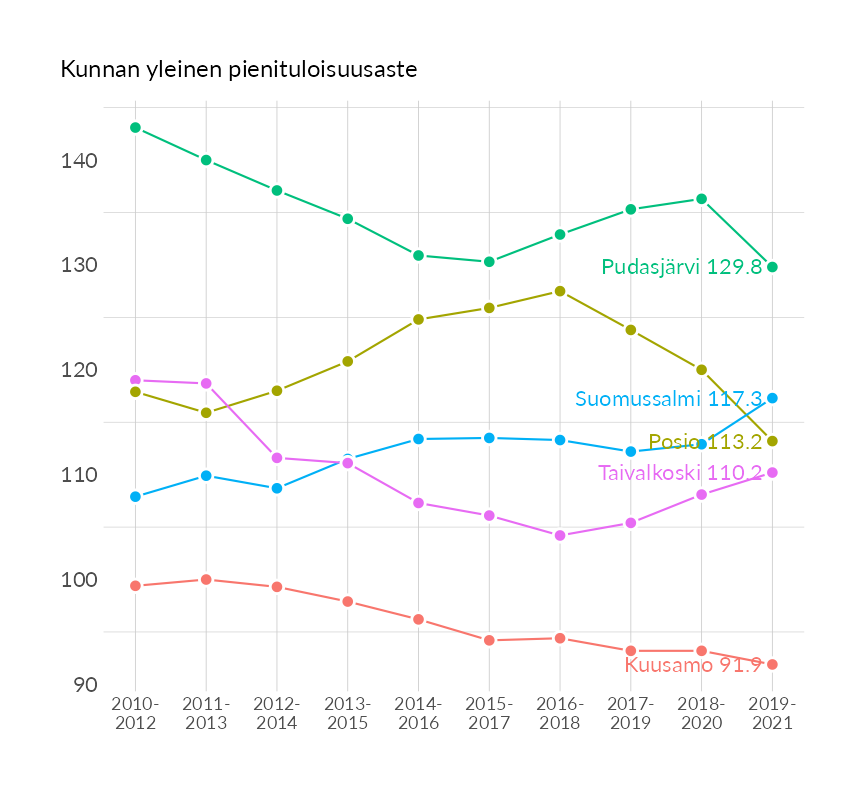 Kunnan yleinen pienituloisuusaste
140
130
120
110
100
90
Pudasjärvi 129.8
Suomussalmi 117.3
Posio 113.2
Taivalkoski 110.2
Kuusamo 91.9
2010- 2011- 2012- 2013- 2014- 2015- 2016- 2017- 2018- 2019-
2012 2013 2014 2015 2016 2017 2018 2019 2020 2021